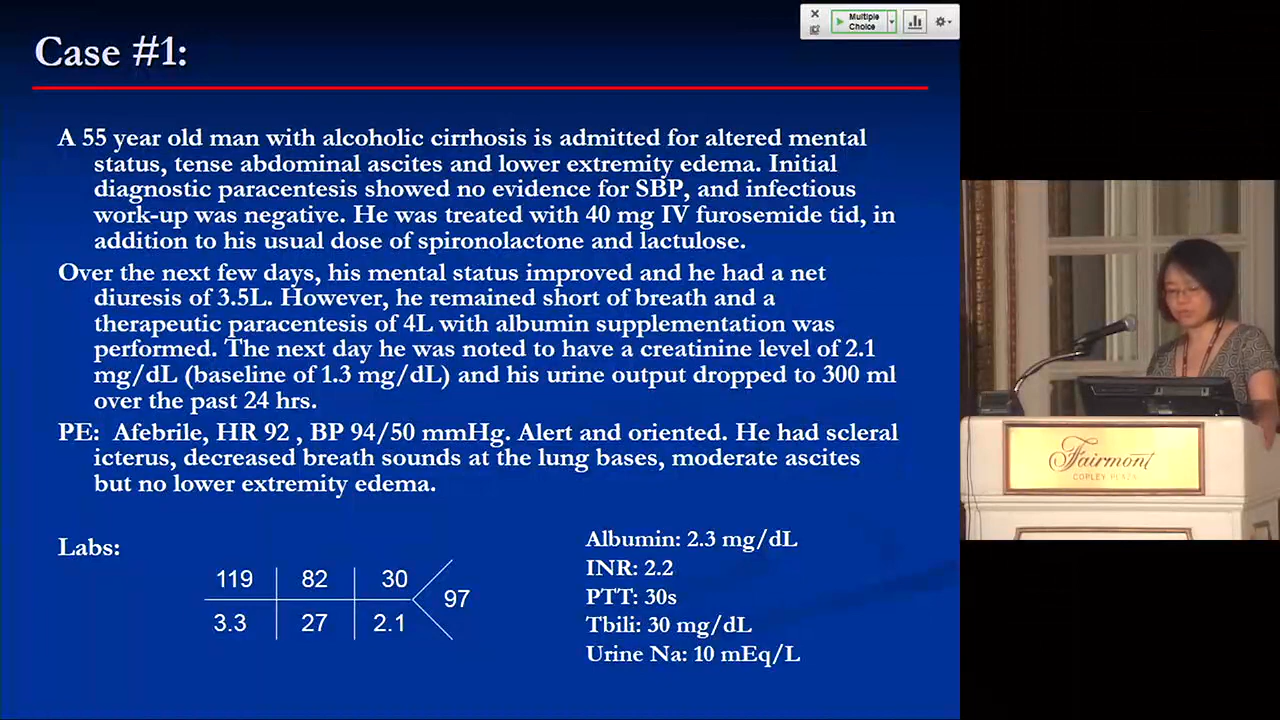 Multiple
Choice
Case #1:
A 55 year old man with alcoholic cirrhosis is admitted for altered mental
status, tense abdominal ascites and lower extremity edema. Initial
diagnostic paracentesis showed no evidence for SBP, and infectious
work-up was negative. He was treated with 40 mg IV furosemide tid, in
addition to his usual dose of spironolactone and lactulose.
Over the next few days, his mental status improved and he had a net
diuresis of 3.5L. However, he remained short of breath and a
therapeutic paracentesis of 4L with albumin supplementation was
performed. The next day he was noted to have a creatinine level of 2.1
mg/dL (baseline of 1.3 mg/dL) and his urine output dropped to 300 ml
over the past 24 hrs.
PE: Afebrile, HR 92 , BP 94/50 mmHg. Alert and oriented. He had scleral
icterus, decreased breath sounds at the lung bases, moderate ascites
but no lower extremity edema.
Labs:
119 82 30
97
3.3 27 2.1
Albumin: 2.3 mg/dL
INR: 2.2
PTT: 30s
Tbili: 30 mg/dL
Urine Na: 10 mEq/L
Fairmont
COPLEY PLAZA